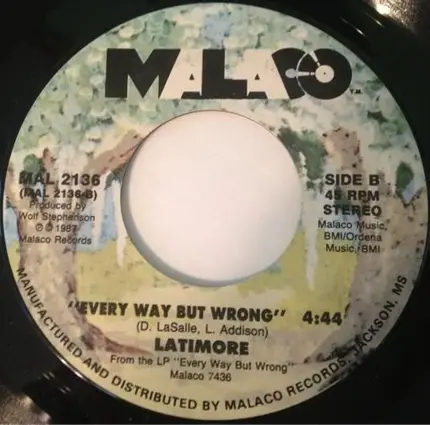 MALACO
T.M.
MAL 2136
(MAL 2136-B)
Produced by
Wolf Stephenson
℗ © 1987
Malaco Records
SIDE B
45 RPM
STEREO
Malaco Music,
BMI/Ordena
Music, BMI
"EVERY WAY BUT WRONG" 4:44
(D. LaSalle, L. Addison)
LATIMORE
From the LP "Every Way But Wrong"
Malaco 7436
MANUFACTURED AND DISTRIBUTED BY MALACO RECORDS, JACKSON, MS